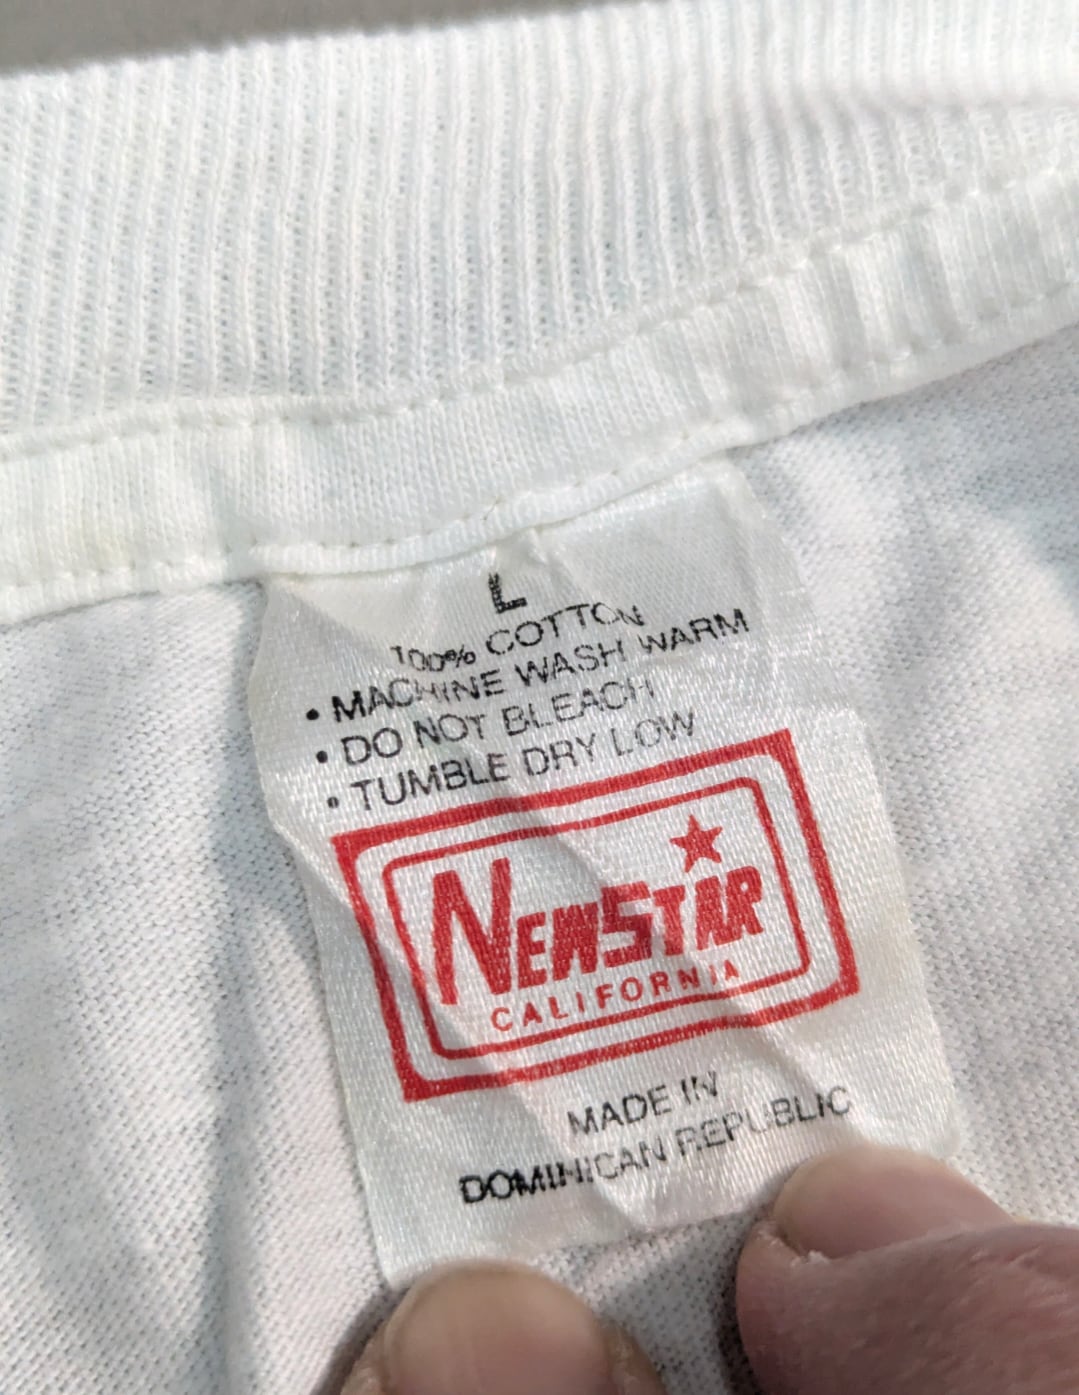 L
100% COTTON
• MACHINE WASH WARM
• DO NOT BLEACH
• TUMBLE DRY LOW
NEWSTAR
CALIFORNIA
MADE IN
DOMINICAN REPUBLIC